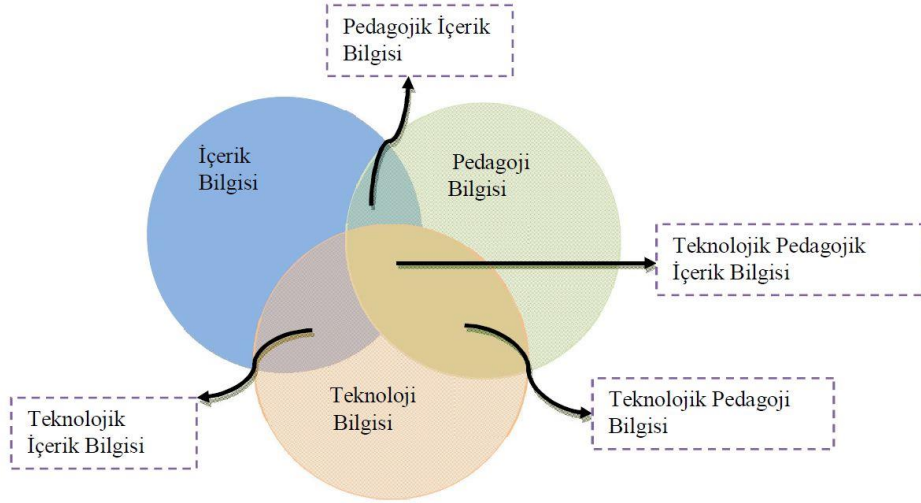 Pedagojik İçerik
Bilgisi
İçerik
Bilgisi
Pedagoji
Bilgisi
Teknolojik Pedagojik
İçerik Bilgisi
Teknoloji
Bilgisi
Teknolojik Pedagoji
Bilgisi
Teknolojik
İçerik Bilgisi